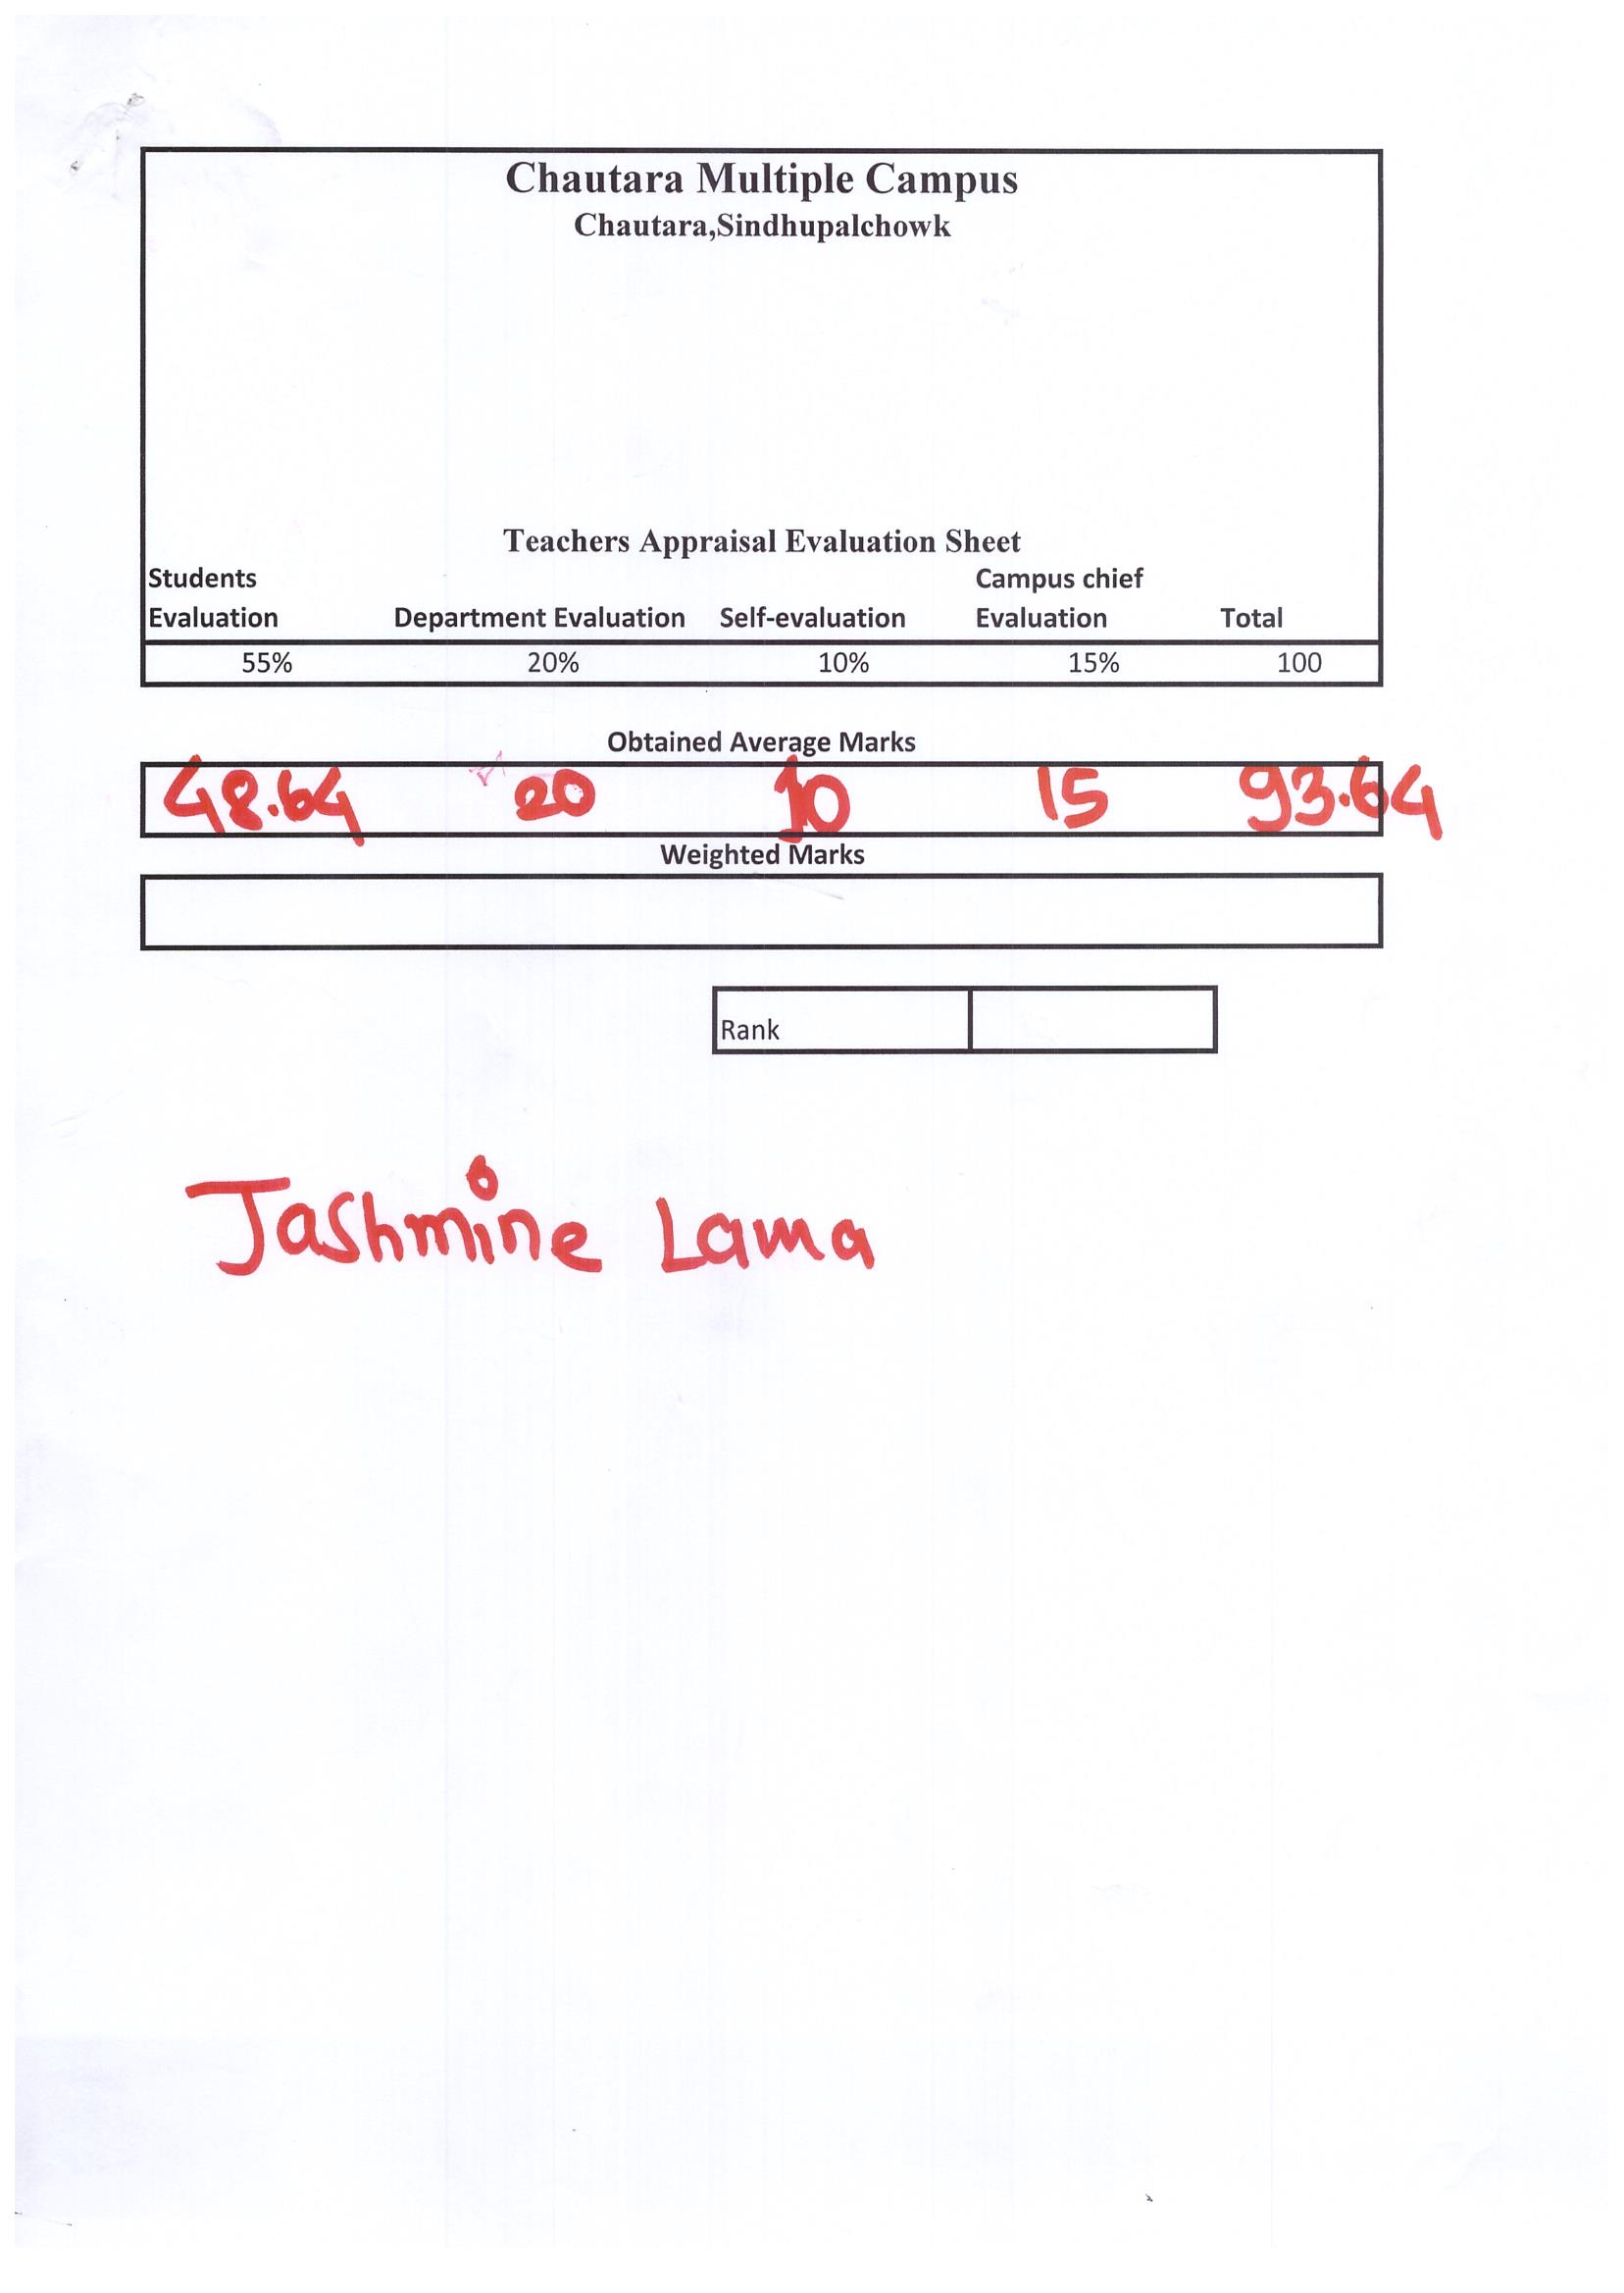 Chautara Multiple Campus
Chautara,Sindhupalchowk
Teachers Appraisal Evaluation Sheet
Students Evaluation Department Evaluation Self-evaluation Campus chief Evaluation Total
55% 20% 10% 15% 100
Obtained Average Marks
48.64 20 10 15 93.64
Weighted Marks
Rank
Jashmine Lama